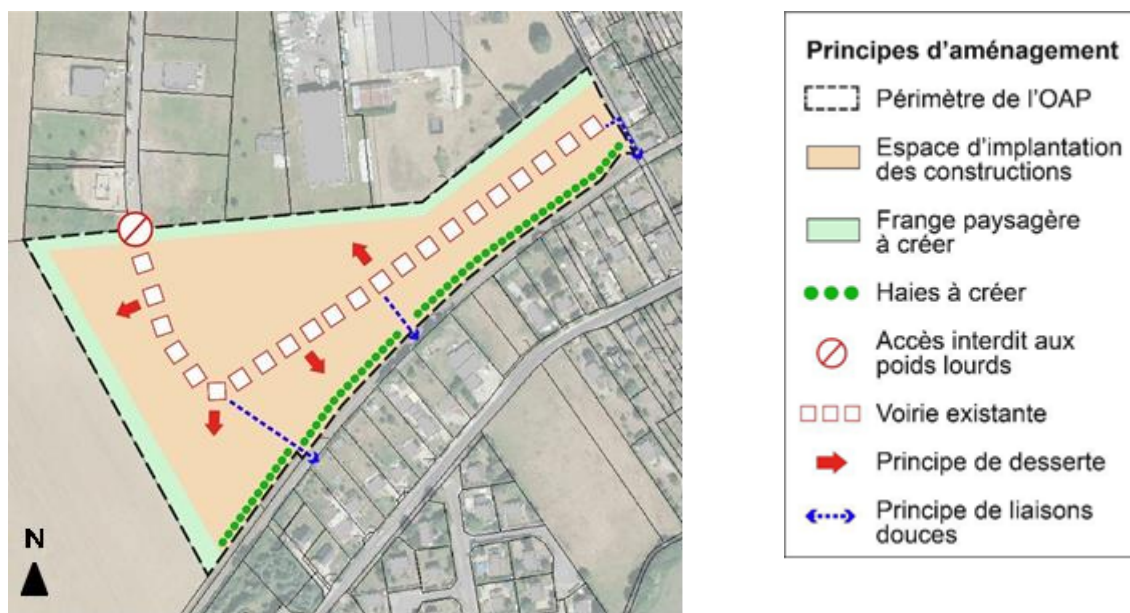 N
Principes d'aménagement
Périmètre de l'OAP
Espace d'implantation
des constructions
Frange paysagère
à créer
Haies à créer
Accès interdit aux
poids lourds
Voirie existante
Principe de desserte
Principe de liaisons
douces